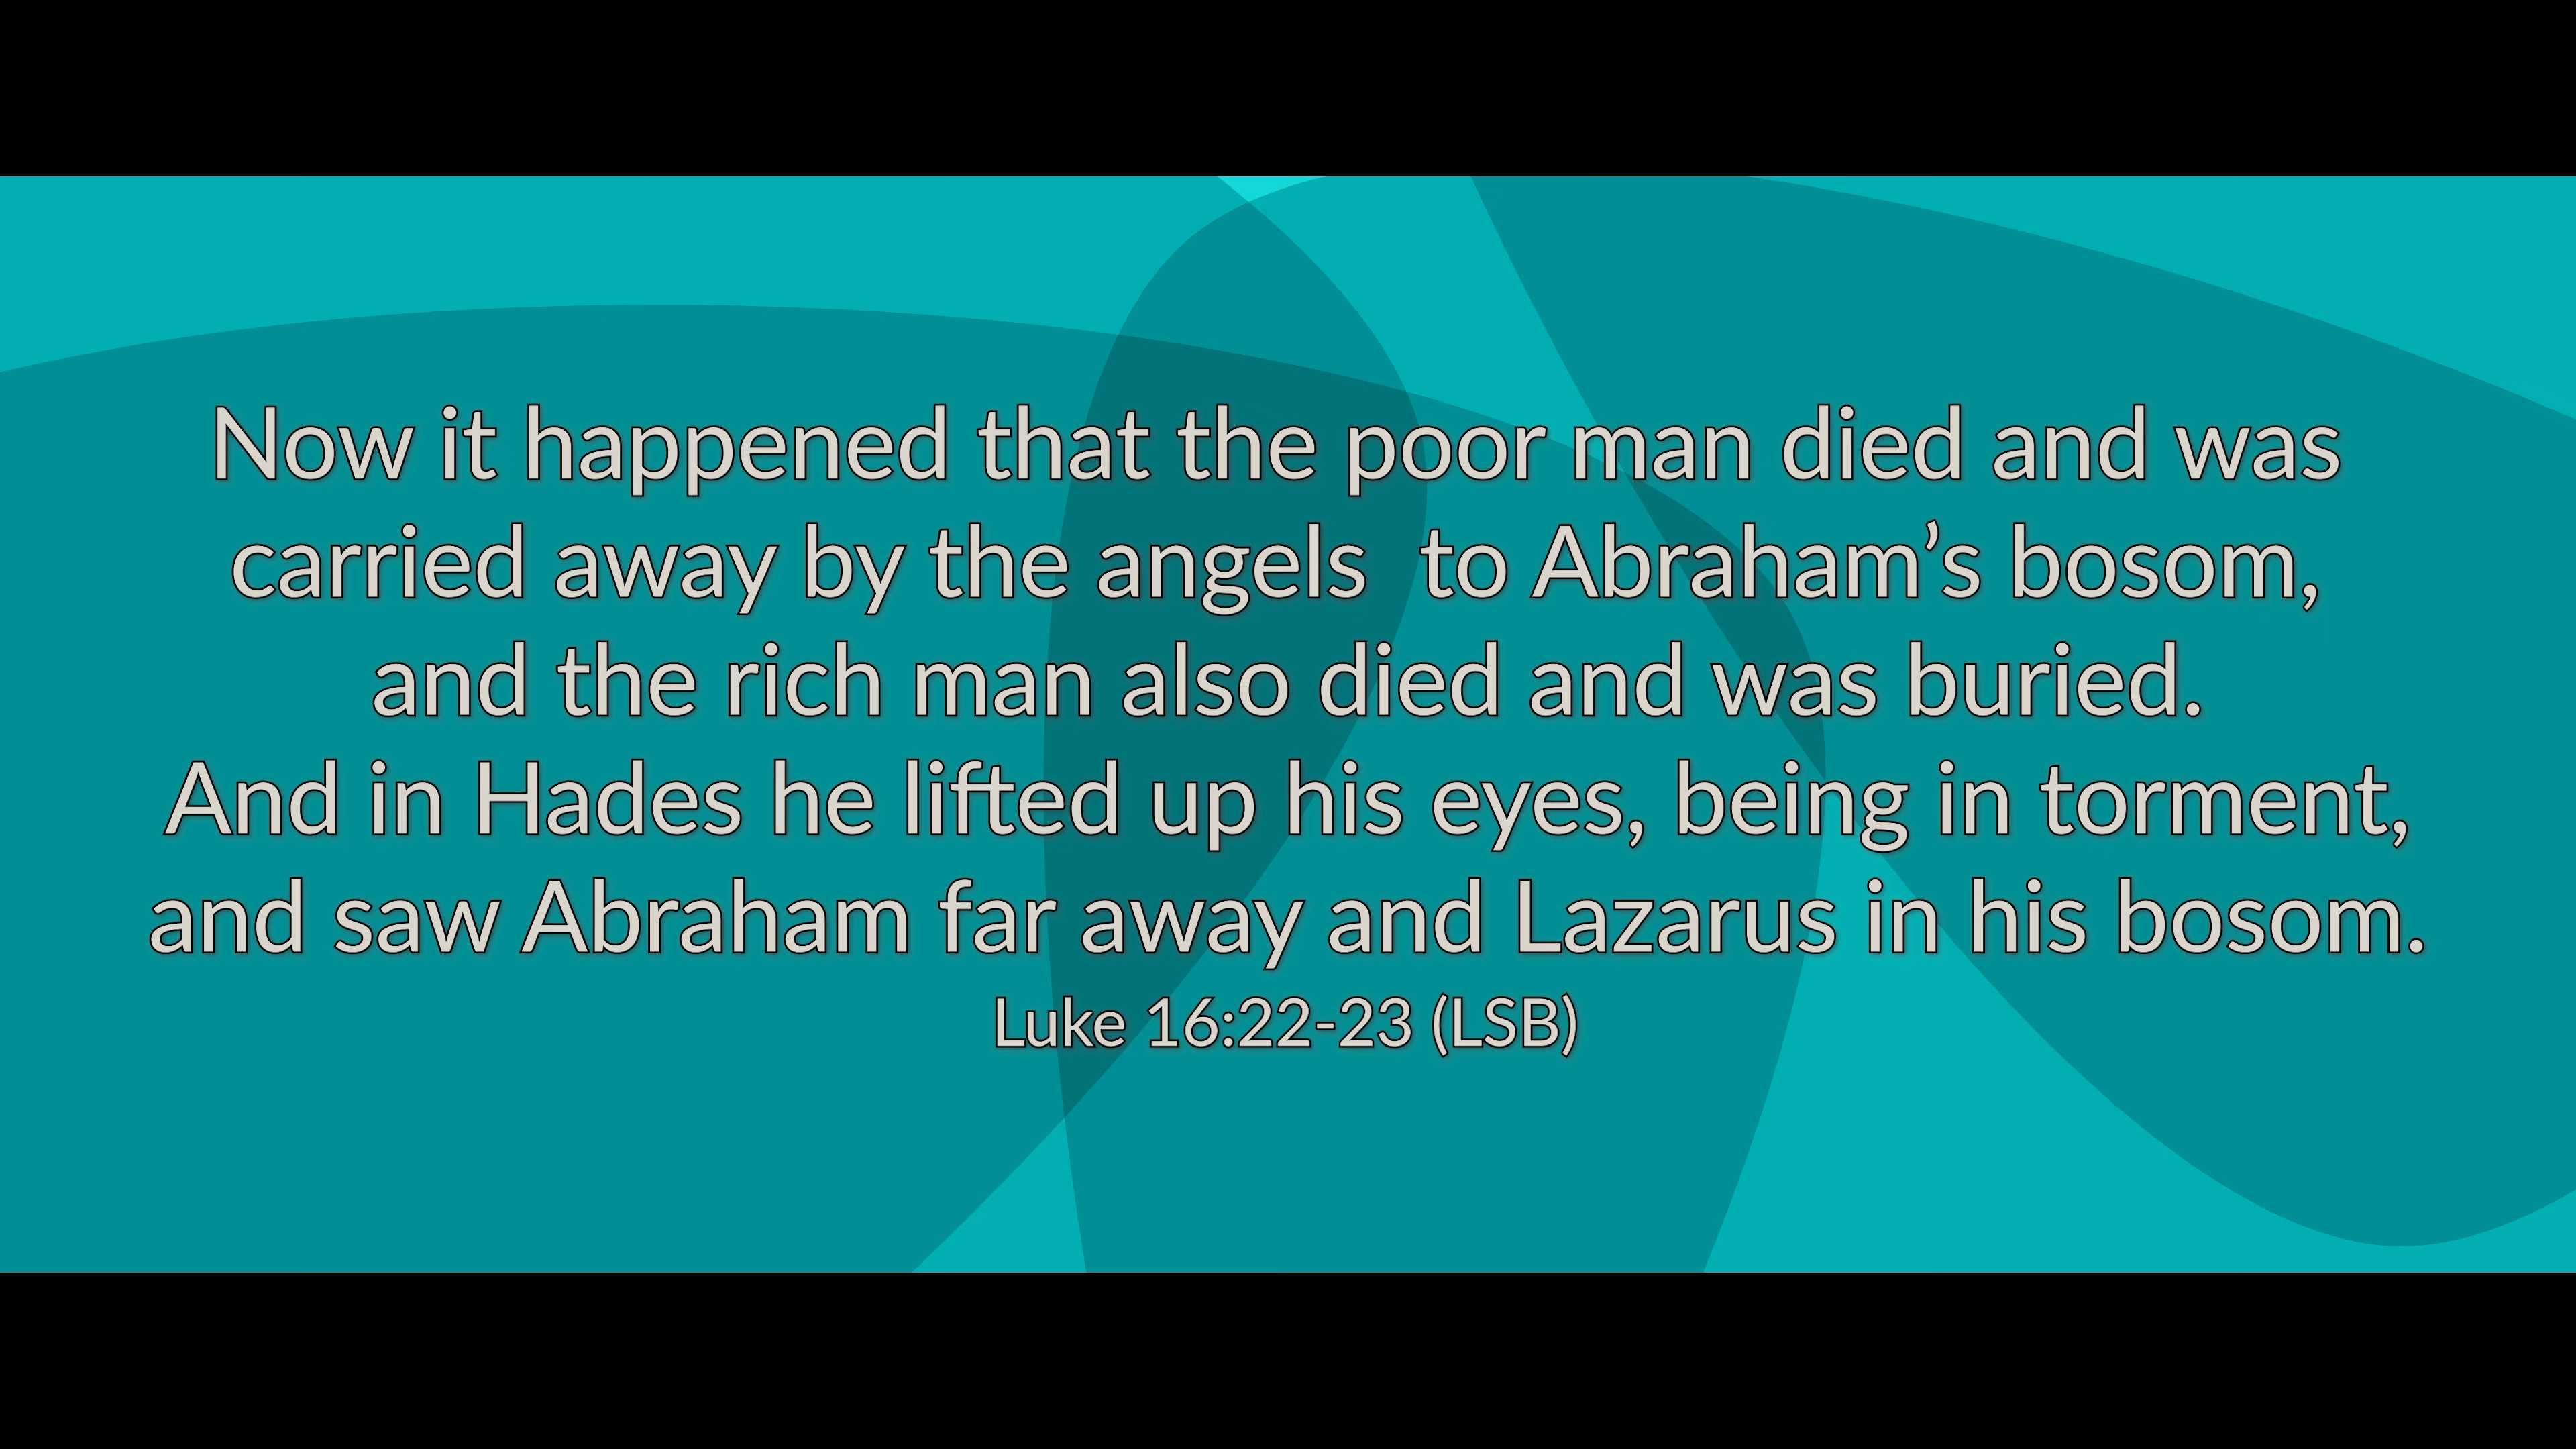 Now it happened that the poor man died and was
carried away by the angels  to Abraham’s bosom,
and the rich man also died and was buried.
And in Hades he lifted up his eyes, being in torment,
and saw Abraham far away and Lazarus in his bosom.
Luke 16:22-23 (LSB)